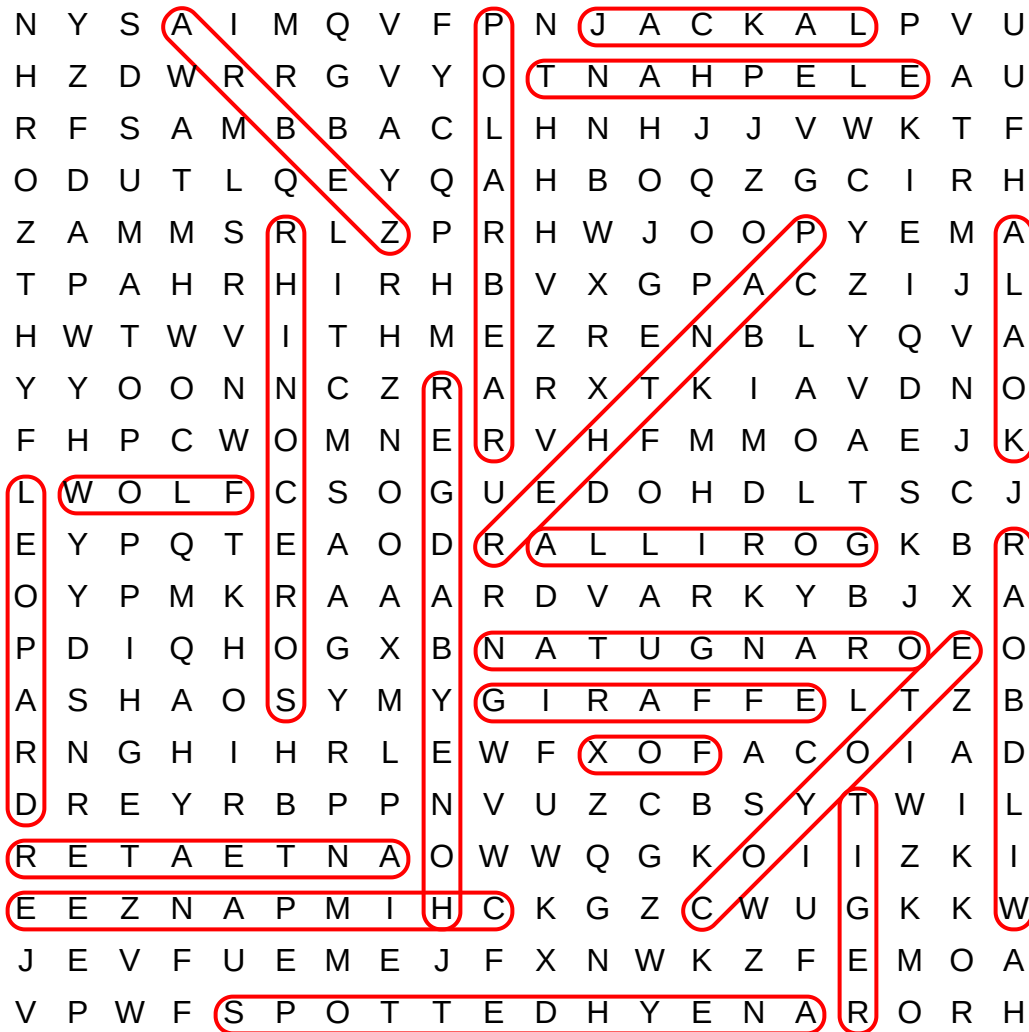 N Y S A I M Q V F P N J A C K A L P V U
H Z D W R R G V Y O T N A H P E L E A U
R F S A M B B A C L H N H J J V W K T F
O D U T L Q E Y Q A H B O Q Z G C I R H
Z A M M S R L Z P R H W J O O P Y E M A
T P A H R H I R H B V X G P A C Z I J L
H W T W V I T H M E Z R E N B L Y Q V A
Y Y O O N N C Z R A R X T K I A V D N O
F H P C W O M N E R V H F M M O A E J K
L W O L F C S O G U E D O H D L T S C J
E Y P Q T E A O D R A L L I R O G K B R
O Y P M K R A A A R D V A R K Y B J X A
P D I Q H O G X B N A T U G N A R O E O
A S H A O S Y M Y G I R A F F E L T Z B
R N G H I H R L E W F X O F A C O I A D
D R E Y R B P P N V U Z C B S Y T W I L
R E T A E T N A O W W Q G K O I I Z K I
E E Z N A P M I H C K G Z C W U G K K W
J E V F U E M E J F X N W K Z F E M O A
V P W F S P O T T E D H Y E N A R O R H